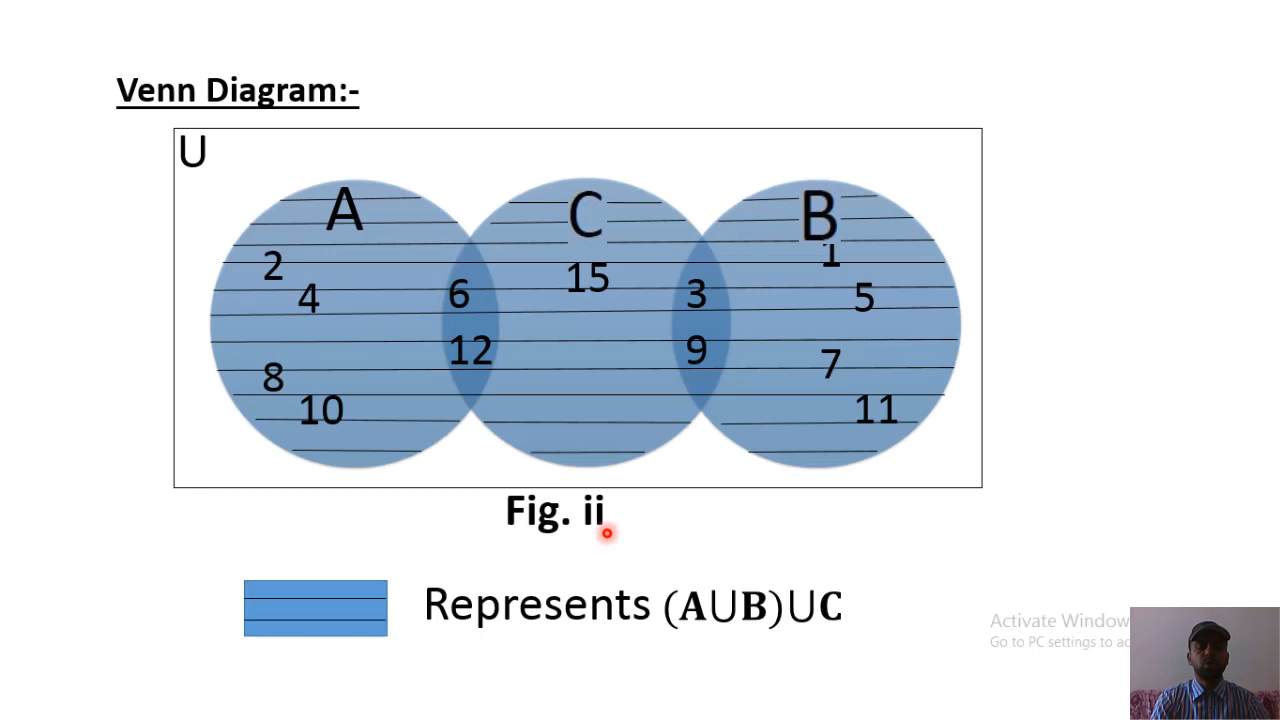 Venn Diagram:-
U
A C B
2 15 1
4 6 3 5
12 9 7
8
10 11
Fig. ii
Represents (A∪B)∪C
Activate Window
Go to PC settings to ac